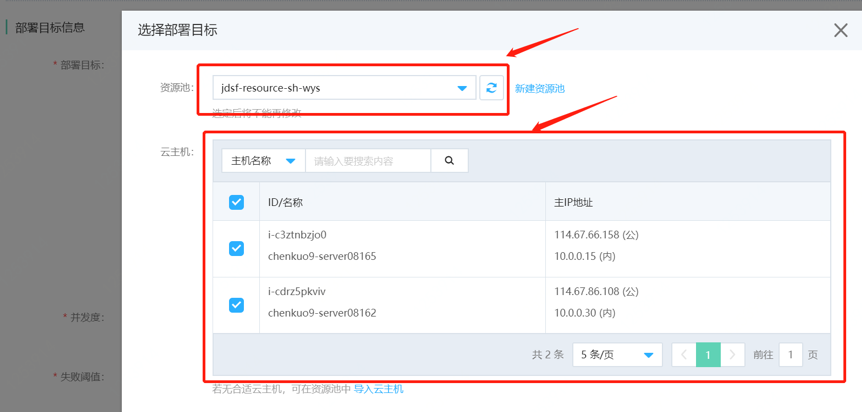 部署目标信息
选择部署目标
* 部署目标:
资源池:
jdsf-resource-sh-wys
新建资源池
选定后将不能再修改
云主机:
主机名称
请输入要搜索内容
ID/名称
主IP地址
i-c3ztnbzjo0
114.67.66.158 (公)
chenkuo9-server08165
10.0.0.15 (内)
i-cdrz5pkviv
114.67.86.108 (公)
chenkuo9-server08162
10.0.0.30 (内)
* 并发度:
共 2 条
5 条/页
1
前往
1
页
* 失败阈值:
若无合适云主机，可在资源池中 导入云主机